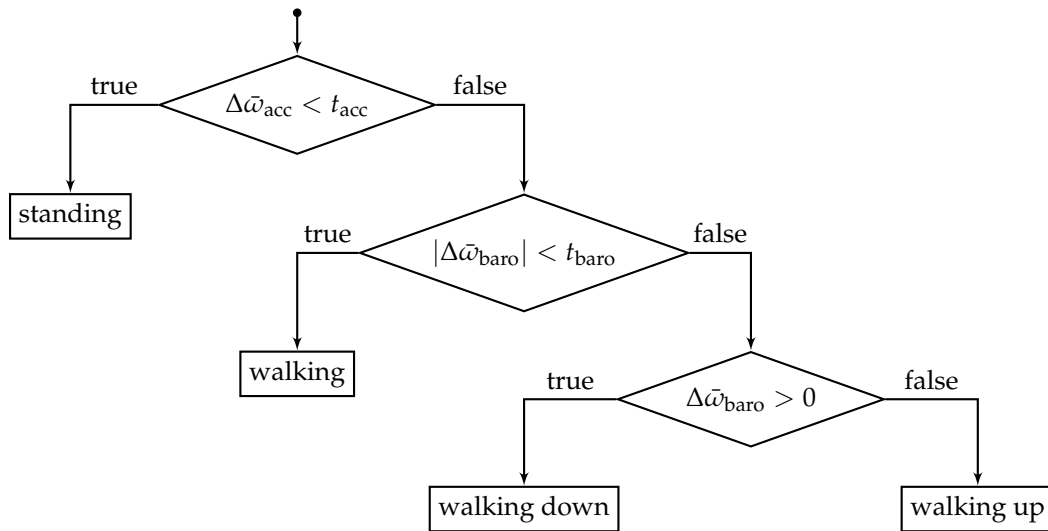 true
false
Δω̄acc < tacc
standing
true
false
|Δω̄baro| < tbaro
walking
true
false
Δω̄baro > 0
walking down
walking up